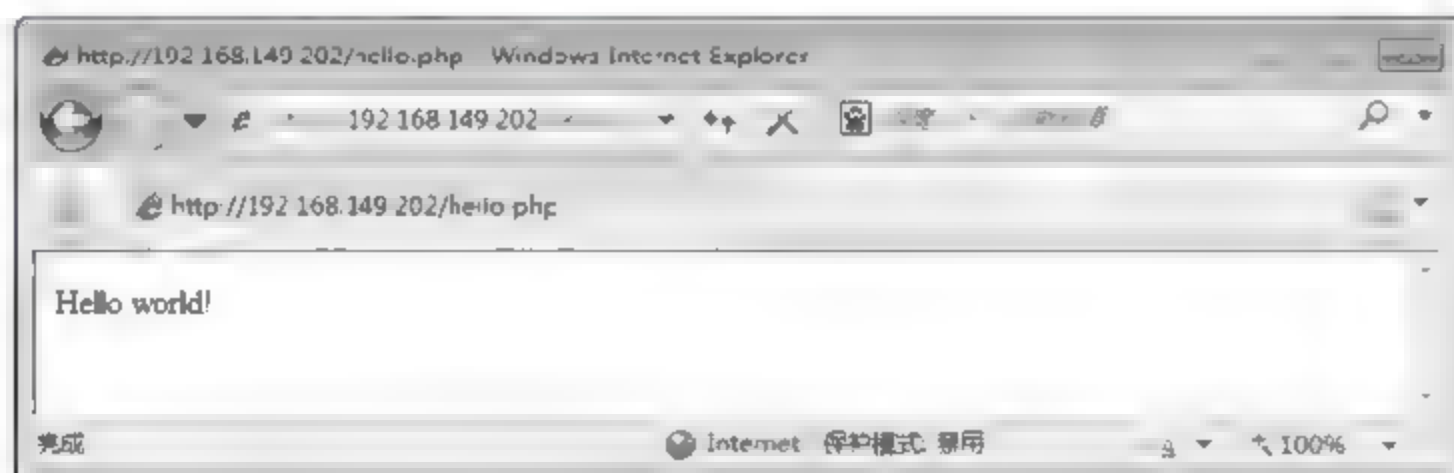 http://192.168.149.202/hello.php Windows Internet Explorer
192 168 149 202
http://192 168.149 202/hello php
Hello world!
完成
Internet 保护模式: 禁用
100%